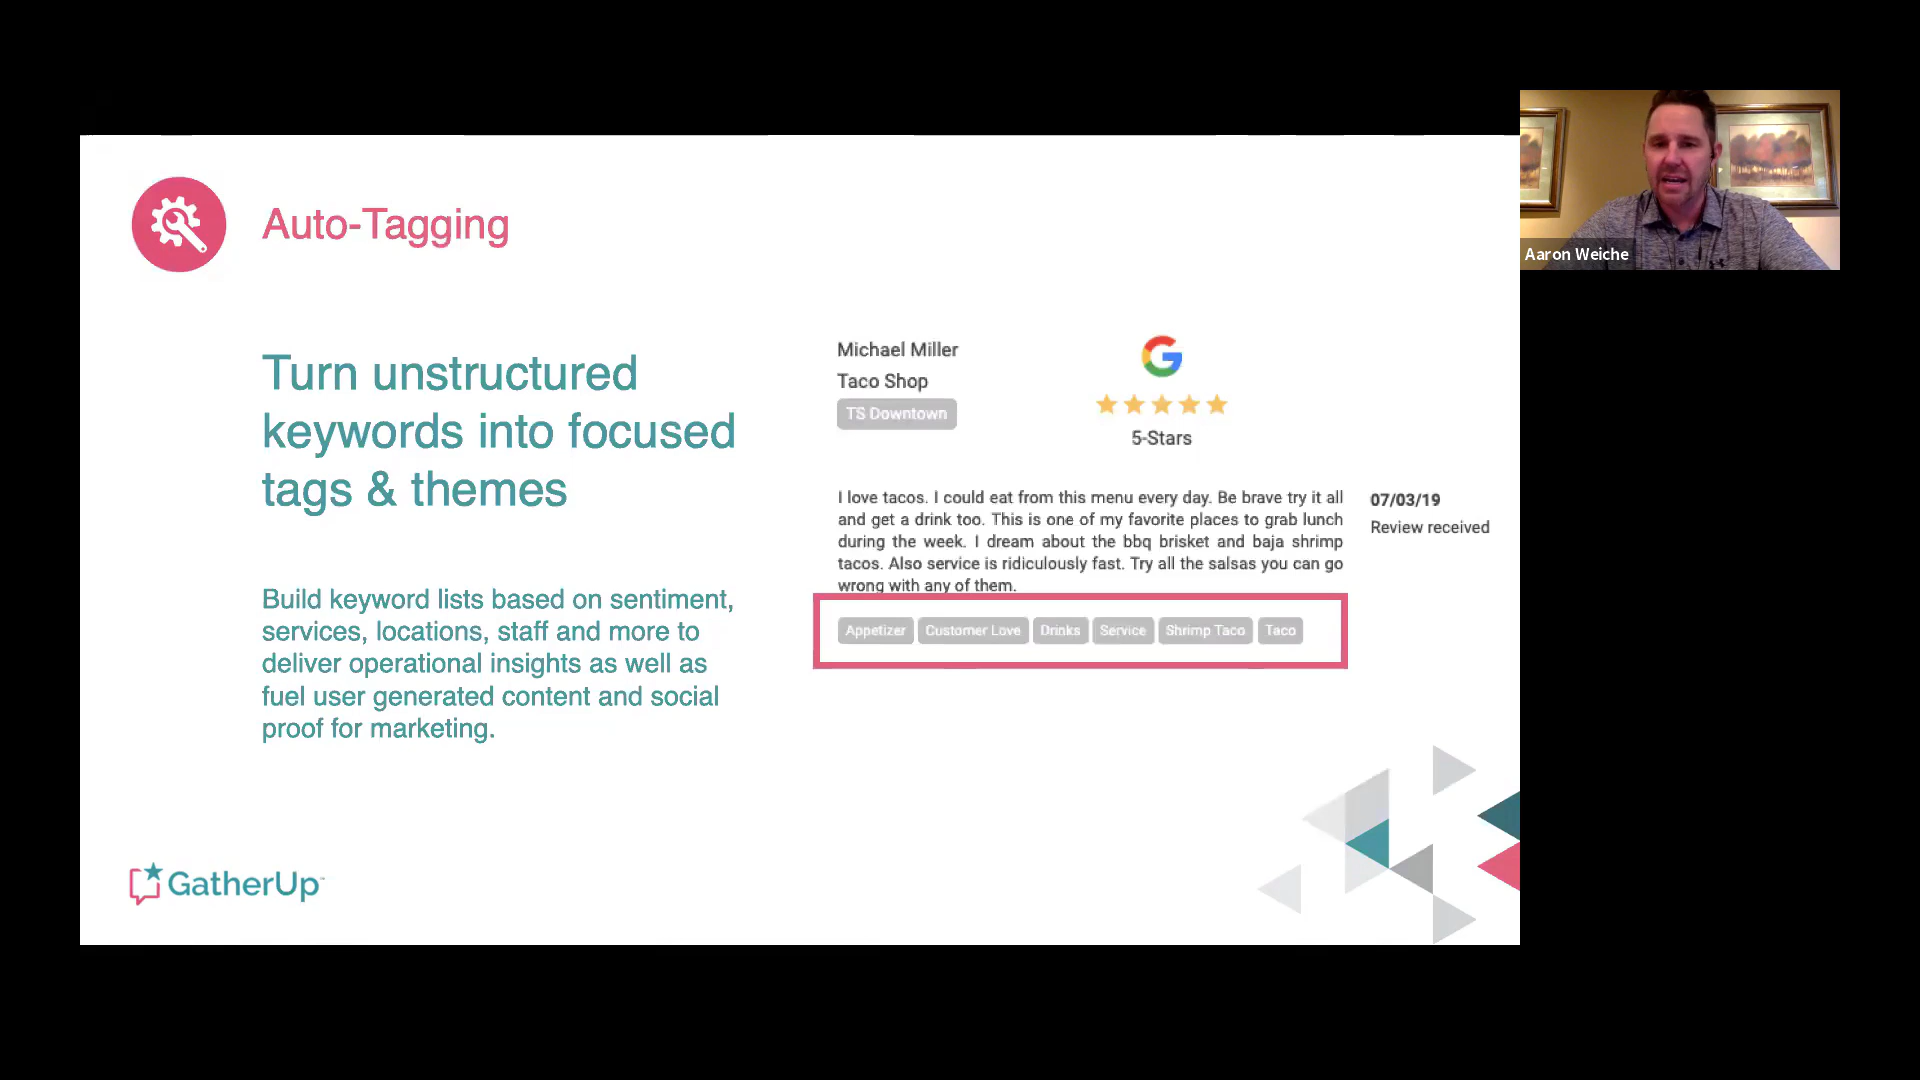 Auto-Tagging
Turn unstructured
keywords into focused
tags & themes
Build keyword lists based on sentiment,
services, locations, staff and more to
deliver operational insights as well as
fuel user generated content and social
proof for marketing.
GatherUp™
Michael Miller
Taco Shop
TS Downtown
5-Stars
I love tacos. I could eat from this menu every day. Be brave try it all
and get a drink too. This is one of my favorite places to grab lunch
during the week. I dream about the bbq brisket and baja shrimp
tacos. Also service is ridiculously fast. Try all the salsas you can go
wrong with any of them.
07/03/19
Review received
Appetizer Customer Love Drinks Service Shrimp Taco Taco
Aaron Weiche